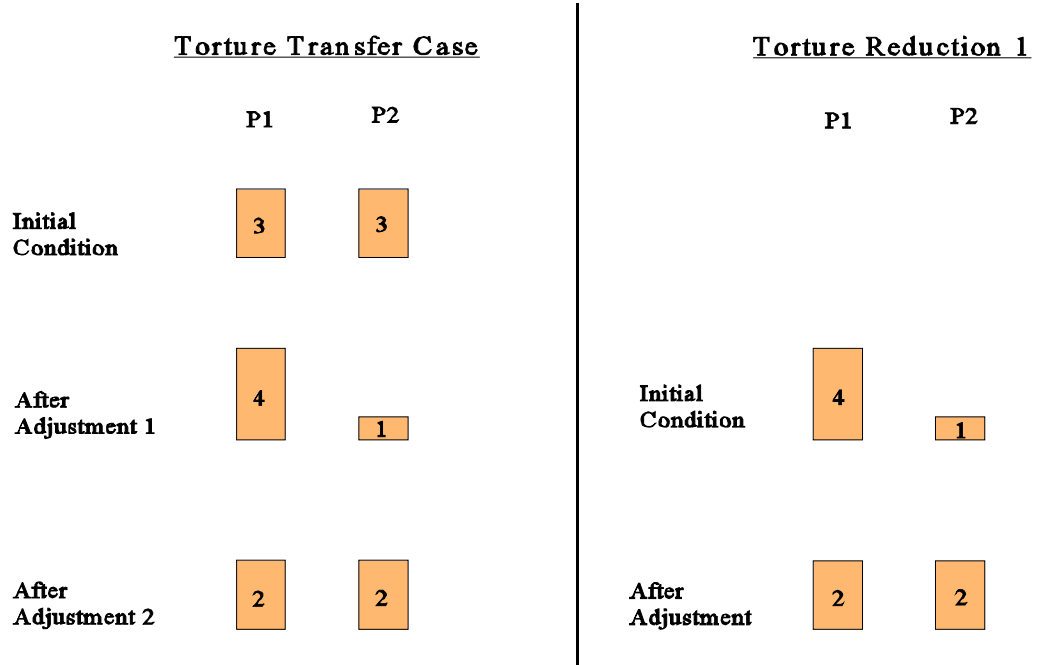 Torture Transfer Case
P1 P2
Initial
Condition
3 3
After
Adjustment 1
4 1
After
Adjustment 2
2 2
Torture Reduction 1
P1 P2
Initial
Condition
4 1
After
Adjustment
2 2